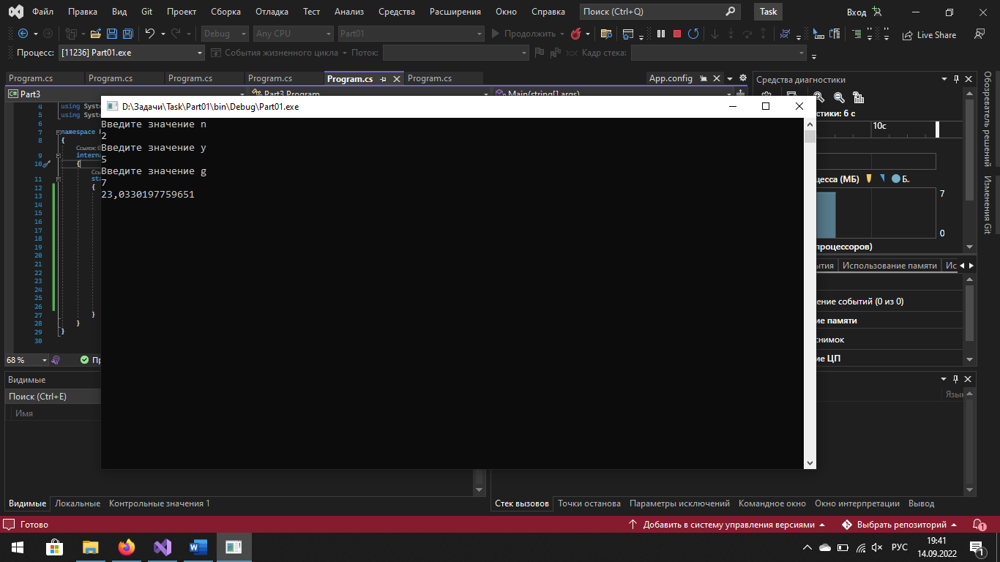 Файл Правка Вид Git Проект Сборка Отладка Тест Анализ Средства Расширения Окно Справка Поиск (Ctrl+Q) Task Вход
Debug Any CPU Part01 Продолжить Live Share
Процесс: [11236] Part01.exe События жизненного цикла Поток: Кадр стека:
Program.cs Program.cs Program.cs Program.cs Program.cs Program.cs App.config
Средства диагностики
Part3 Part3.Program Main(string[] args)
D:\Задачи\Task\Part01\bin\Debug\Part01.exe
Введите значение n
2
Введите значение y
5
Введите значение g
7
23,0330197759651
4 using Syst
5 using Syst
6
7 namespace
8 {
Ссылок: 0
9 interna
10 {
11 sta
12 {
13
14
15
16
17
18
19
20
21
22
23
24
25
26
27 }
28 }
29 }
30
68 %
стики: 6 с
10с
цесса (МБ) Б..
7
0
процессоров)
ытия Использование памяти Ис
ение событий (0 из 0)
ие памяти
снимок
ие ЦП
Обозреватель решений
Изменения Git
Видимые
Поиск (Ctrl+E)
Имя
Язык
Видимые Локальные Контрольные значения 1
Стек вызовов Точки останова Параметры исключений Командное окно Окно интерпретации Вывод
Готово Добавить в систему управления версиями Выбрать репозиторий 1
РУС 19:41
14.09.2022
1